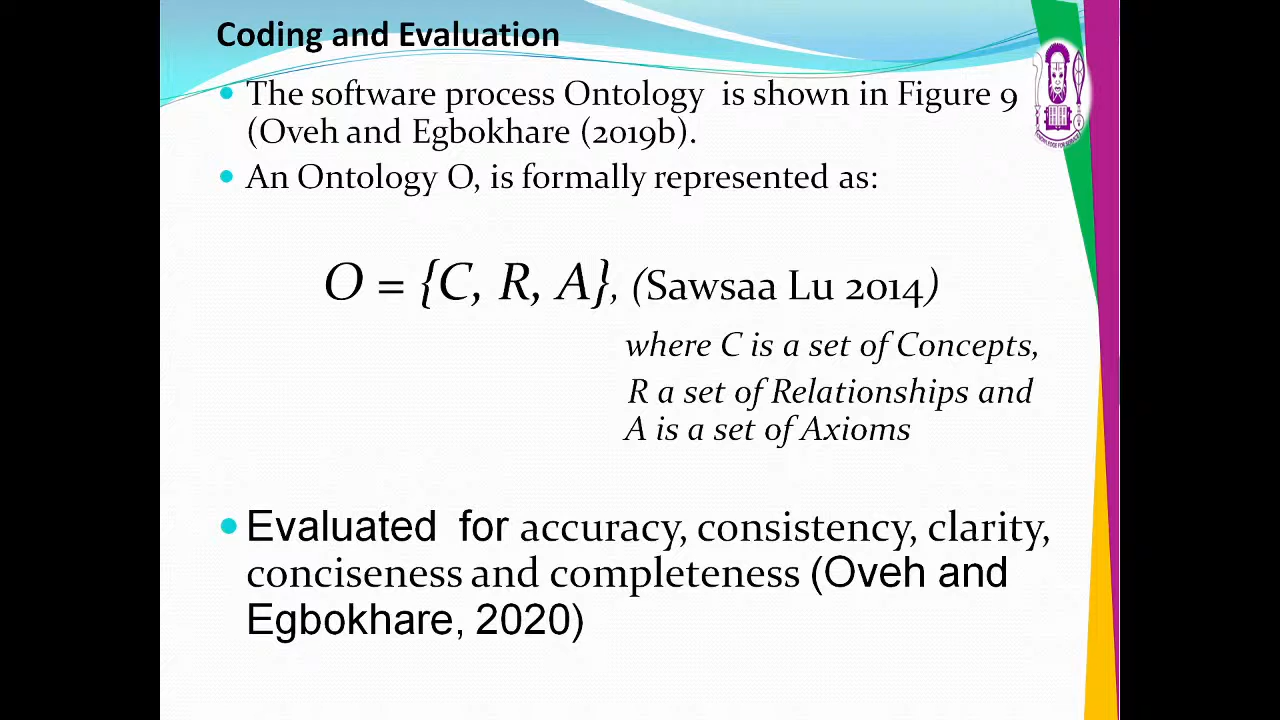 Coding and Evaluation
• The software process Ontology is shown in Figure 9
(Oveh and Egbokhare (2019b).
• An Ontology O, is formally represented as:
O = {C, R, A}, (Sawsaa Lu 2014)
where C is a set of Concepts,
R a set of Relationships and
A is a set of Axioms
• Evaluated for accuracy, consistency, clarity,
conciseness and completeness (Oveh and
Egbokhare, 2020)